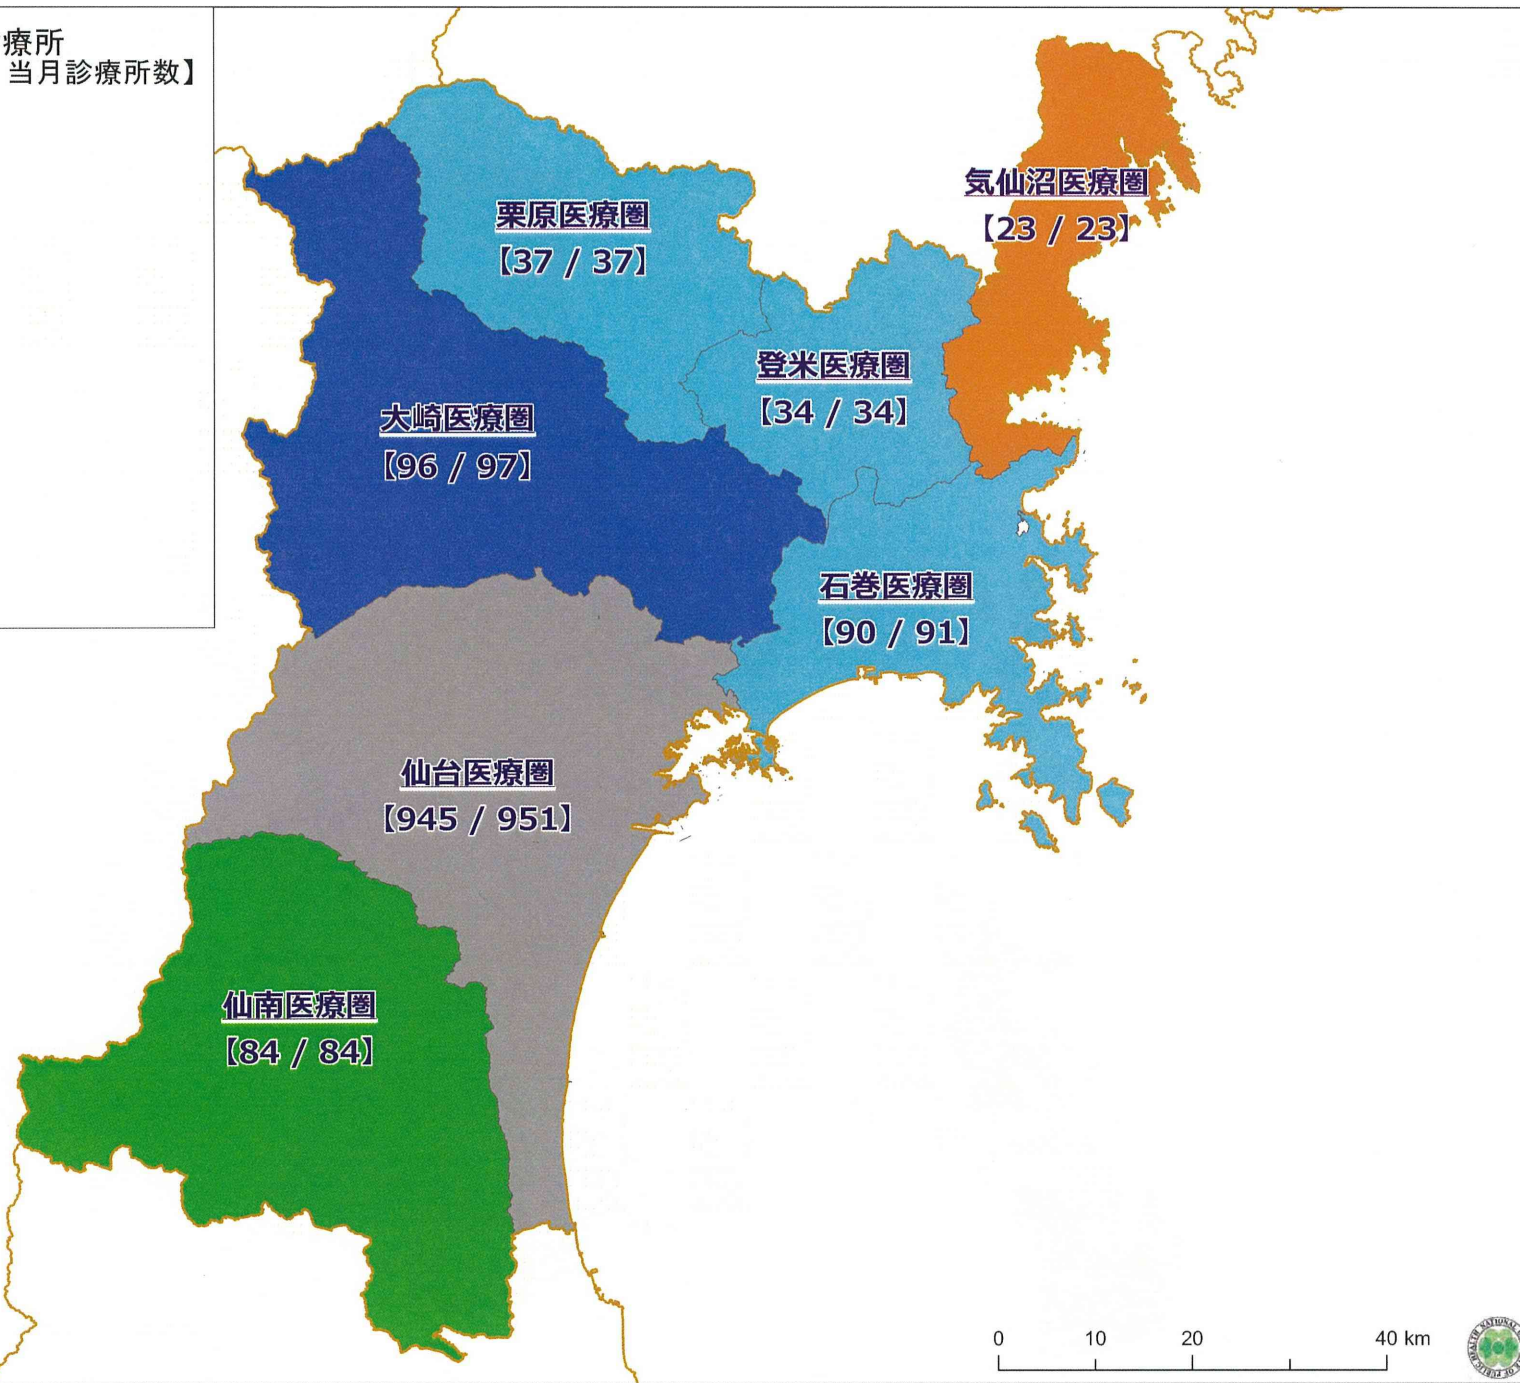 療所
当月診療所数】
気仙沼医療圏
【23 / 23】
栗原医療圏
【37 / 37】
登米医療圏
【34 / 34】
大崎医療圏
【96 / 97】
石巻医療圏
【90 / 91】
仙台医療圏
【945 / 951】
仙南医療圏
【84 / 84】
0 10 20 40 km